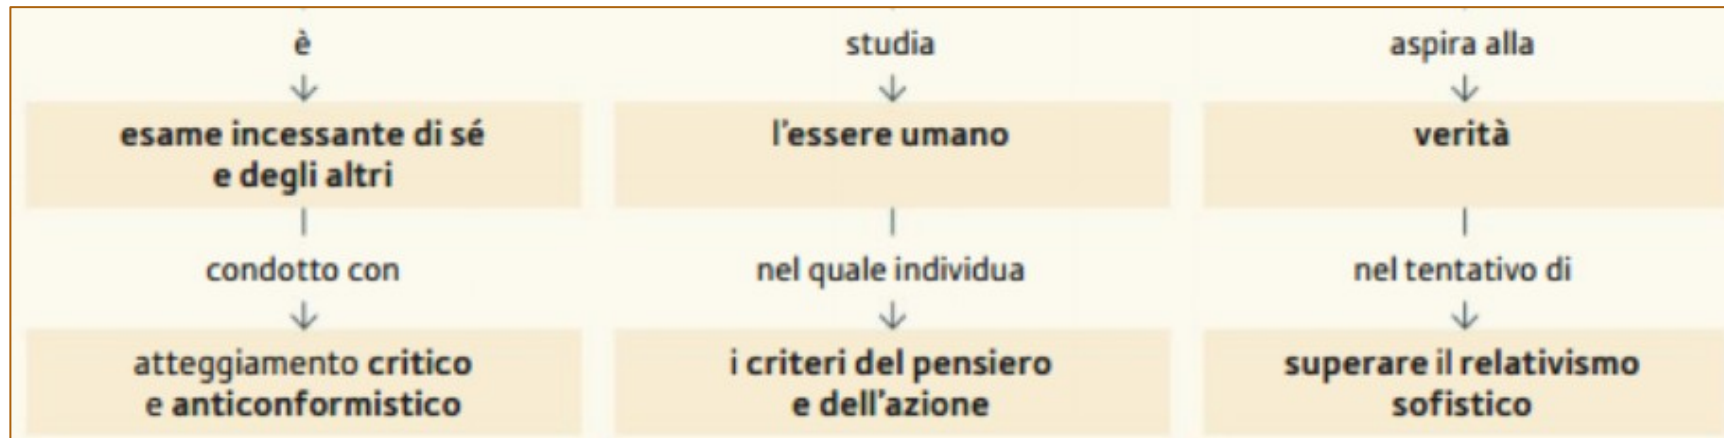 è
esame incessante di sé
e degli altri
condotto con
atteggiamento critico
e anticonformistico
studia
l'essere umano
nel quale individua
i criteri del pensiero
e dell'azione
aspira alla
verità
nel tentativo di
superare il relativismo
sofistico